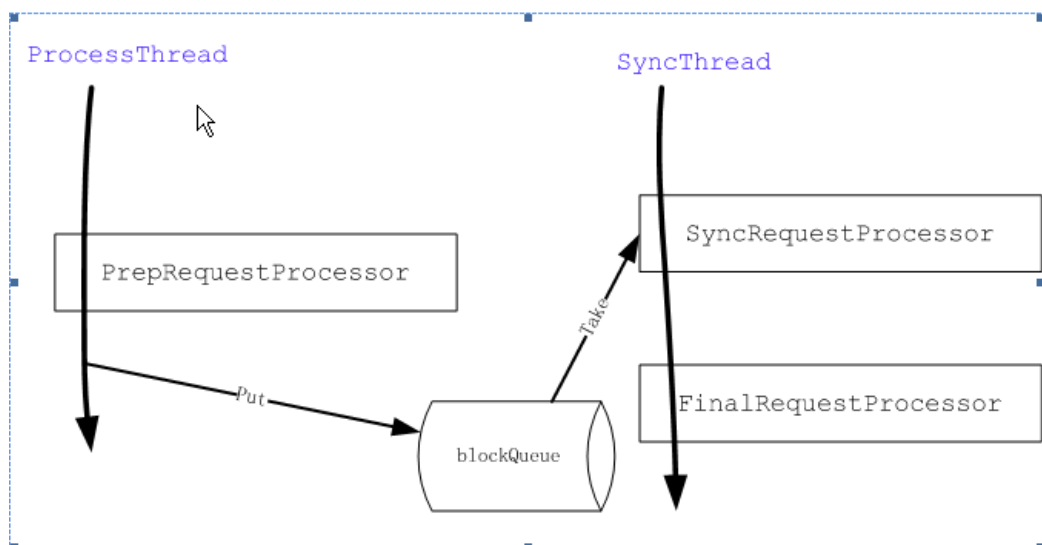 ProcessThread
SyncThread
SyncRequestProcessor
PrepRequestProcessor
Take
Put
FinalRequestProcessor
blockQueue